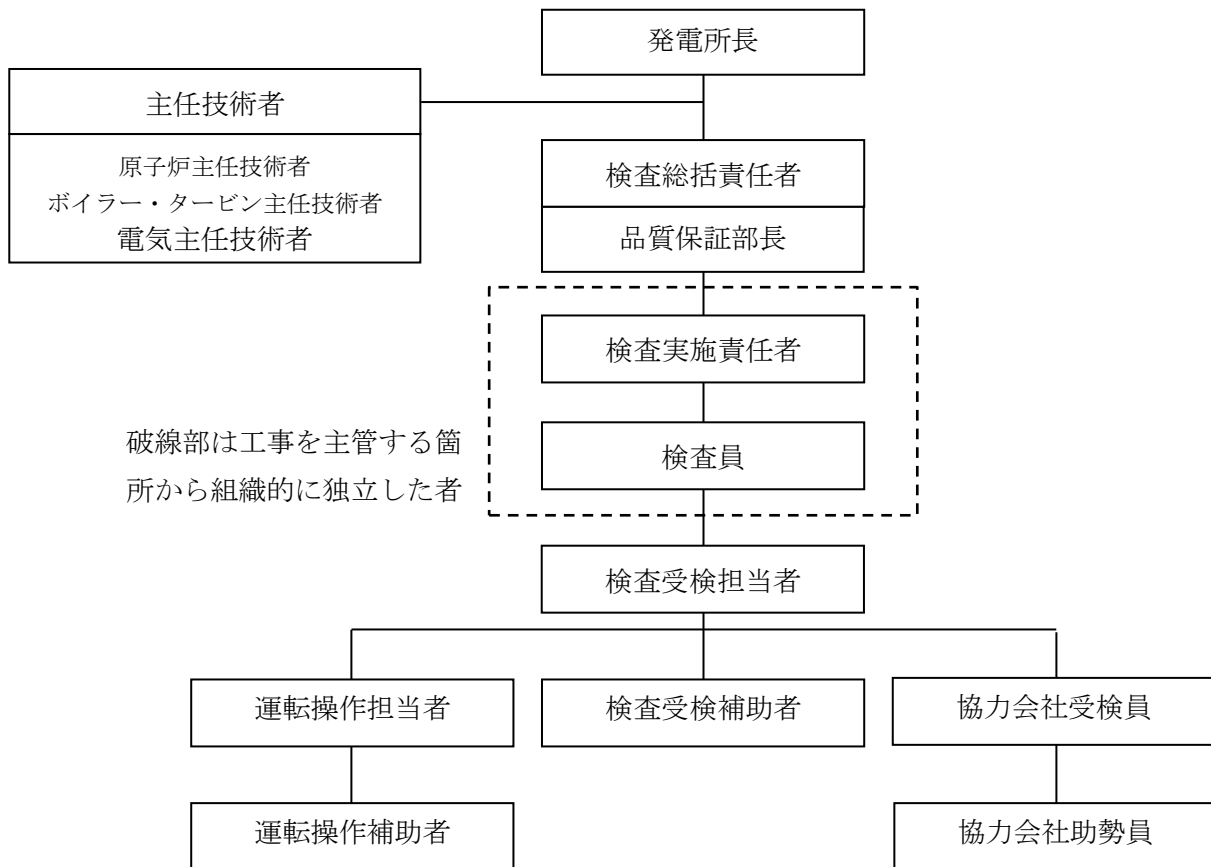 発電所長
主任技術者
原子炉主任技術者
ボイラー・タービン主任技術者
電気主任技術者
検査総括責任者
品質保証部長
検査実施責任者
破線部は工事を主管する箇
所から組織的に独立した者
検査員
検査受検担当者
運転操作担当者
検査受検補助者
協力会社受検員
運転操作補助者
協力会社助勢員